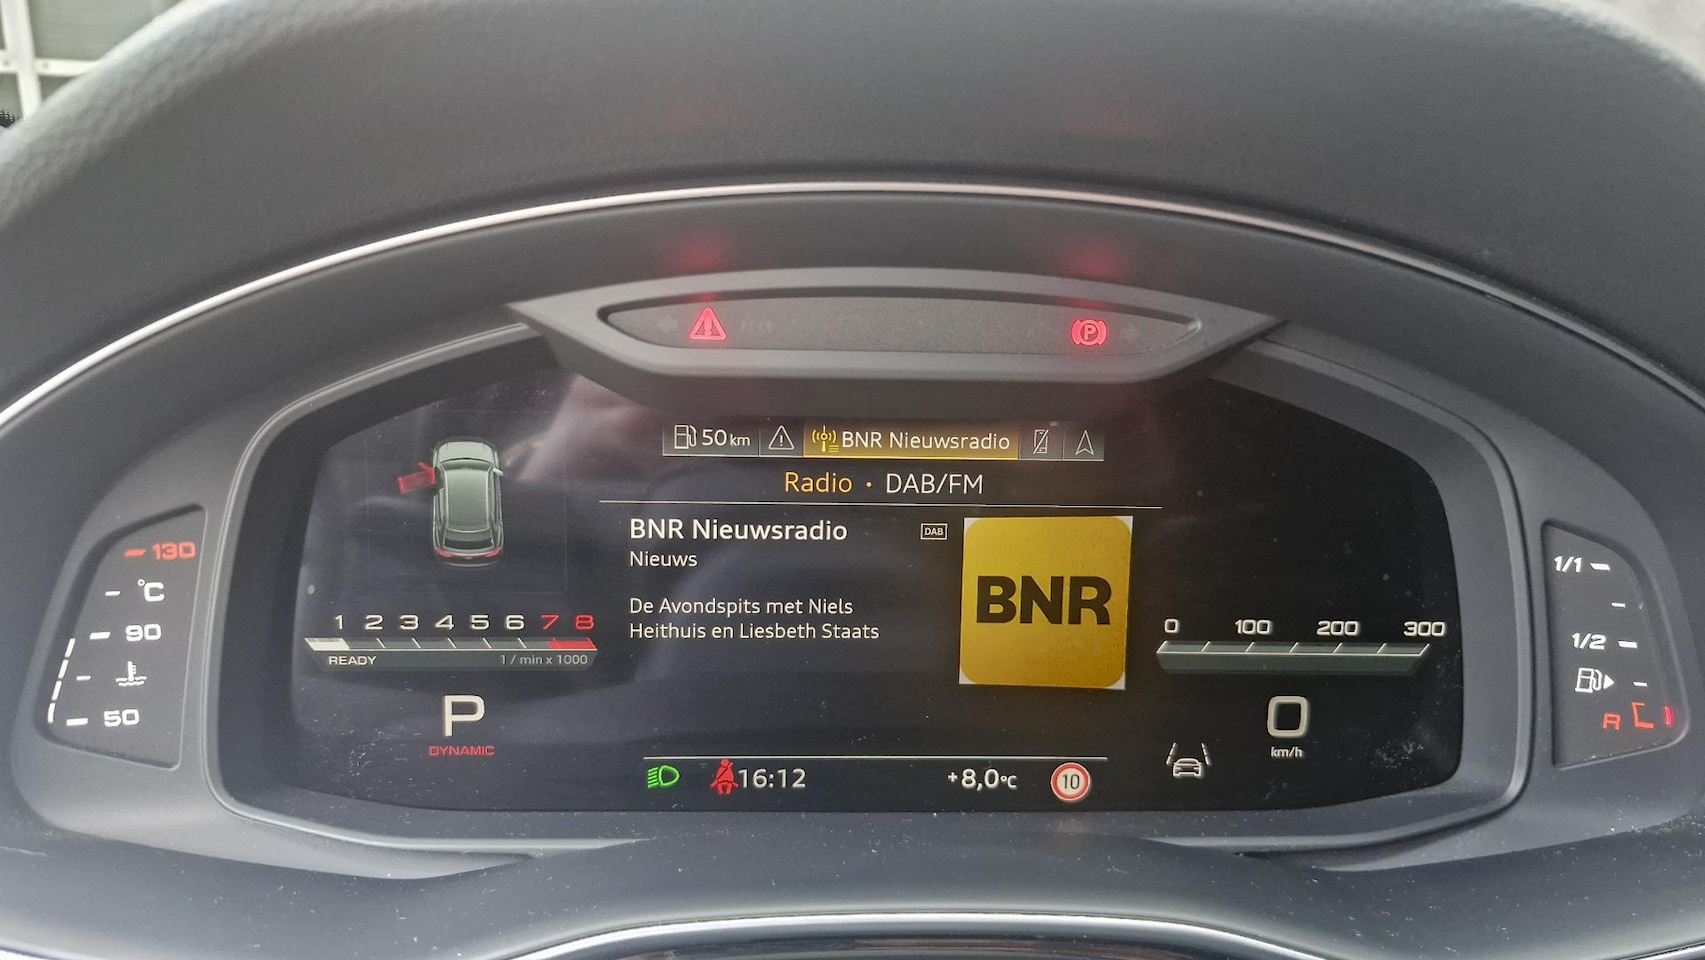 P
50 km
BNR Nieuwsradio
Radio · DAB/FM
BNR Nieuwsradio
DAB
Nieuws
De Avondspits met Niels
Heithuis en Liesbeth Staats
BNR
130
°C
90
50
1 2 3 4 5 6 7 8
READY
1 / min x 1000
P
DYNAMIC
16:12
+8,0°C
10
0 100 200 300
0
km/h
1/1
1/2
R